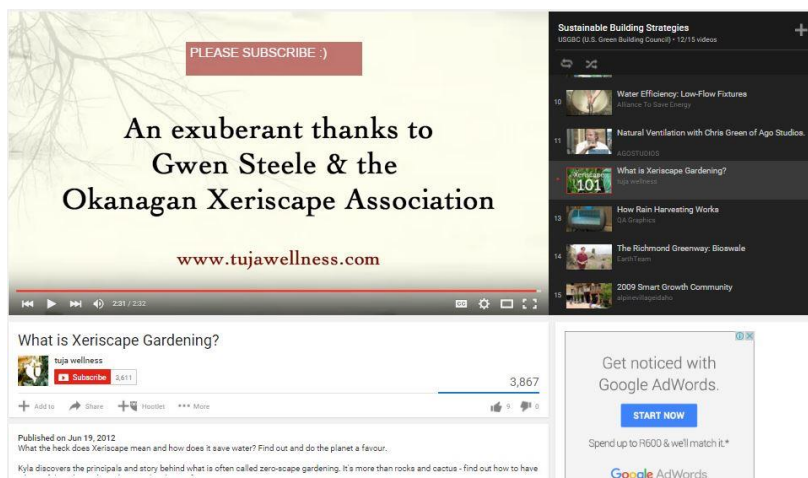 PLEASE SUBSCRIBE :)
An exuberant thanks to
Gwen Steele & the
Okanagan Xeriscape Association
www.tujawellness.com
2:31 / 2:32
CC
Sustainable Building Strategies
USGBC (U.S. Green Building Council) • 12/15 videos
10
Water Efficiency: Low-Flow Fixtures
Alliance To Save Energy
11
Natural Ventilation with Chris Green of Ago Studios.
AGOSTUDIOS
Xeriscapes
101
What is Xeriscape Gardening?
tuja wellness
13
How Rain Harvesting Works
QA Graphics
14
The Richmond Greenway: Bioswale
EarthTeam
15
2009 Smart Growth Community
alpinevillageidaho
What is Xeriscape Gardening?
tuja wellness
Subscribe 2,611
3,867
Add to Share Hootlet More
9 0
Published on Jun 19, 2012
What the heck does Xeriscape mean and how does it save water? Find out and do the planet a favour.
Kyla discovers the principals and story behind what is often called zero-scape gardening. It's more than rocks and cactus - find out how to have
Get noticed with
Google AdWords.
START NOW
Spend up to R600 & we'll match it.*
Google AdWords